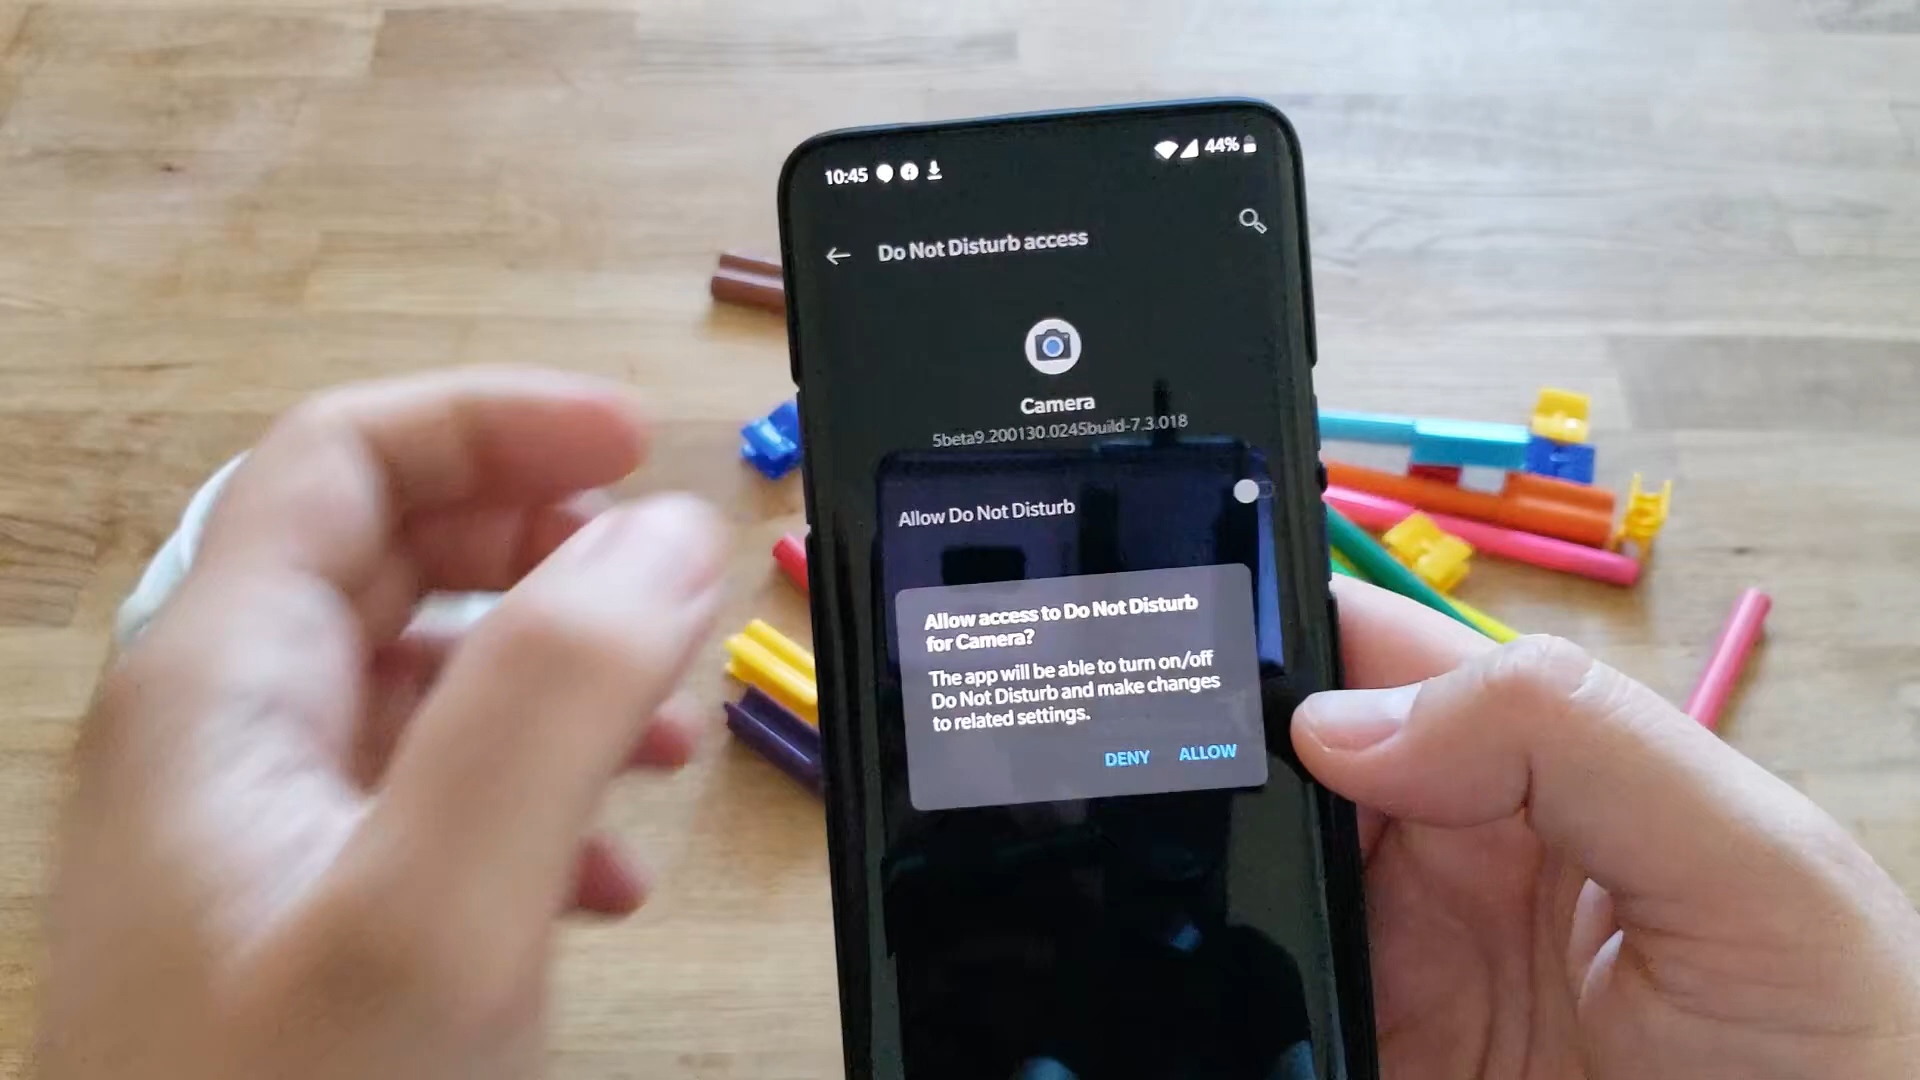 10:45
44%
Do Not Disturb access
Camera
5beta9.200130.0245build-7.3.018
Allow Do Not Disturb
Allow access to Do Not Disturb
for Camera?
The app will be able to turn on/off
Do Not Disturb and make changes
to related settings.
DENY ALLOW